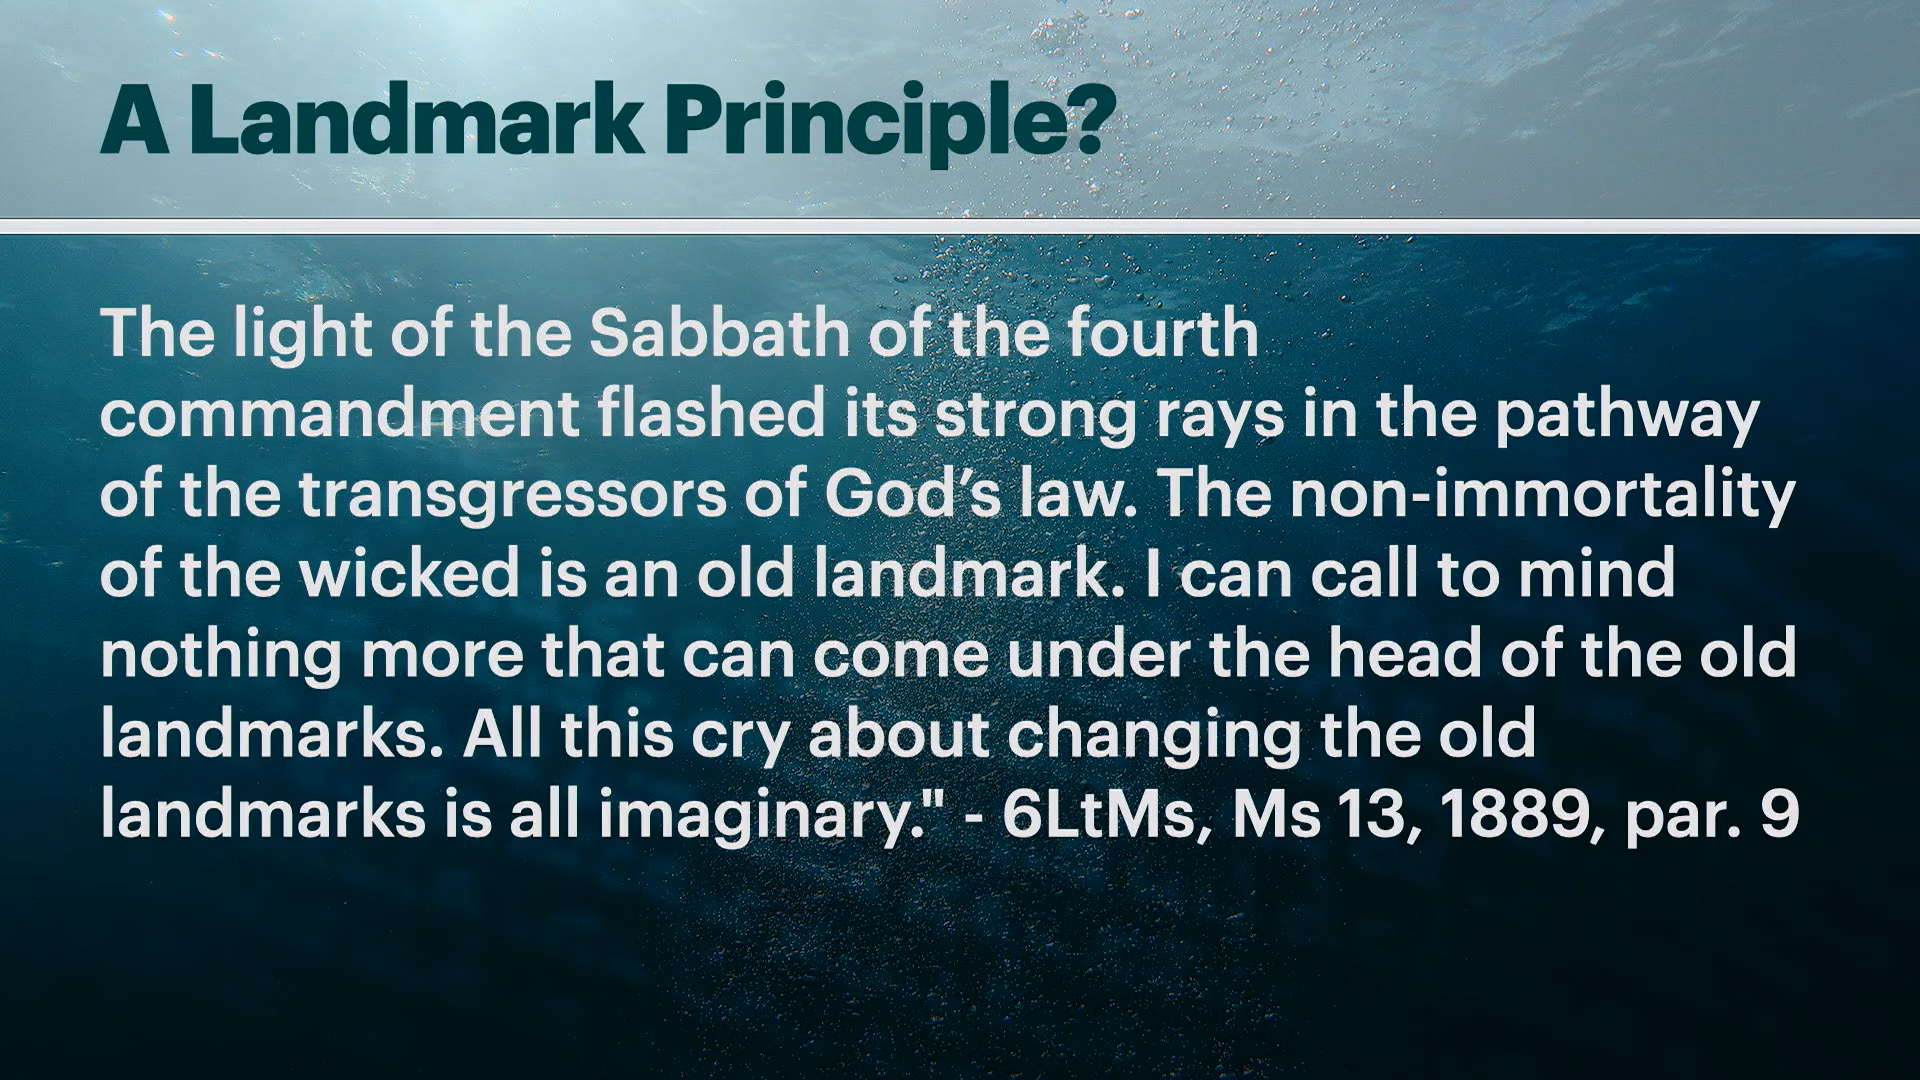 A Landmark Principle?
The light of the Sabbath of the fourth
commandment flashed its strong rays in the pathway
of the transgressors of God’s law. The non-immortality
of the wicked is an old landmark. I can call to mind
nothing more that can come under the head of the old
landmarks. All this cry about changing the old
landmarks is all imaginary." - 6LtMs, Ms 13, 1889, par. 9